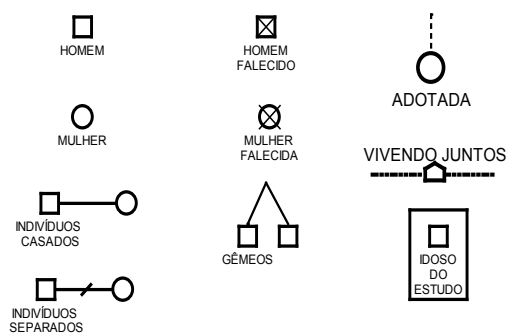 HOMEM
HOMEM
FALECIDO
ADOTADA
MULHER
MULHER
FALECIDA
VIVENDO JUNTOS
INDIVÍDUOS
CASADOS
GÊMEOS
IDOSO
DO
ESTUDO
INDIVÍDUOS
SEPARADOS